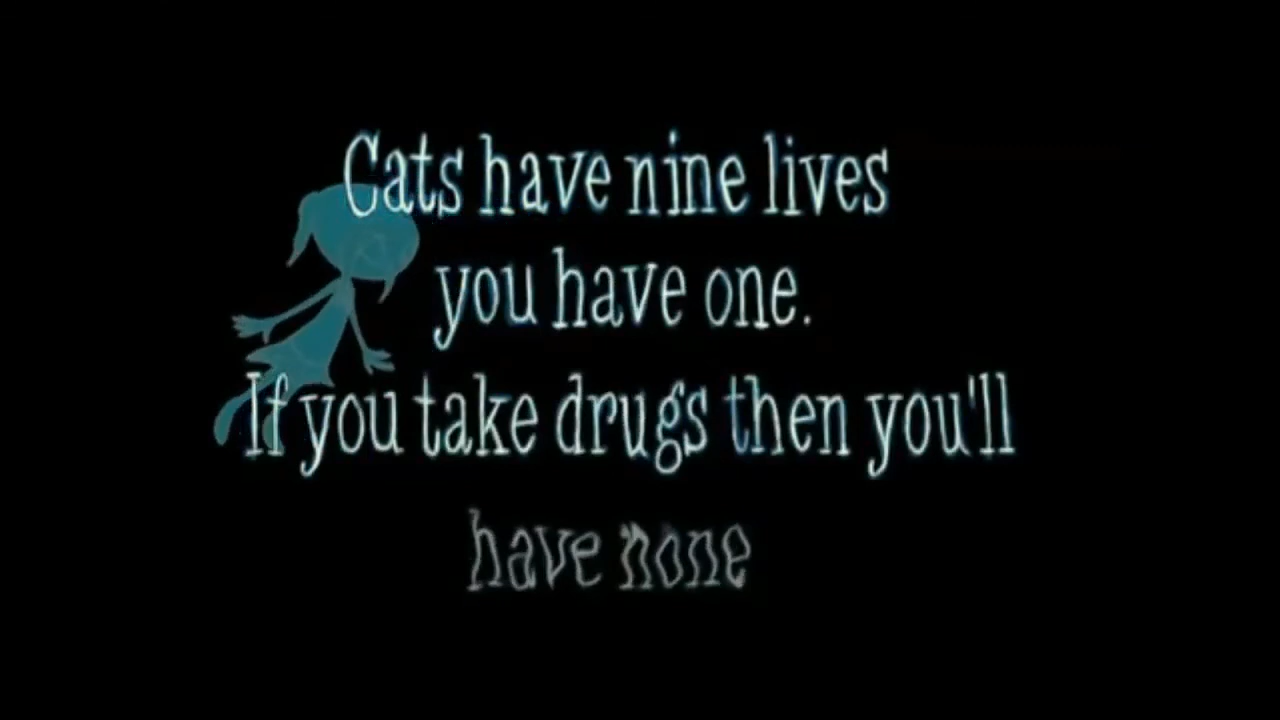 Cats have nine lives
you have one.
If you take drugs then you'll
have none